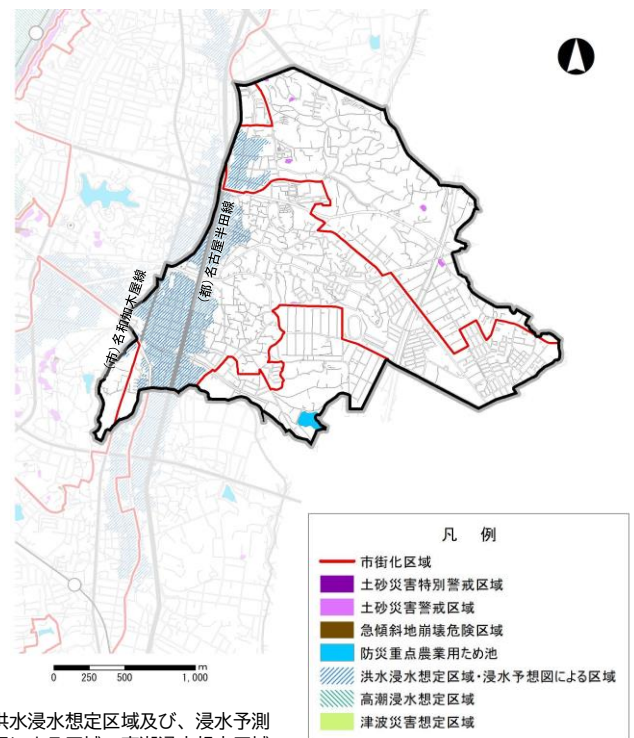 (都)名古屋半田線
(市)名和加木屋線
凡 例
市街化区域
土砂災害特別警戒区域
土砂災害警戒区域
急傾斜地崩壊危険区域
防災重点農業用ため池
洪水浸水想定区域・浸水予想図による区域
高潮浸水想定区域
津波災害想定区域
0 250 500 1,000 m
洪水浸水想定区域及び、浸水予測